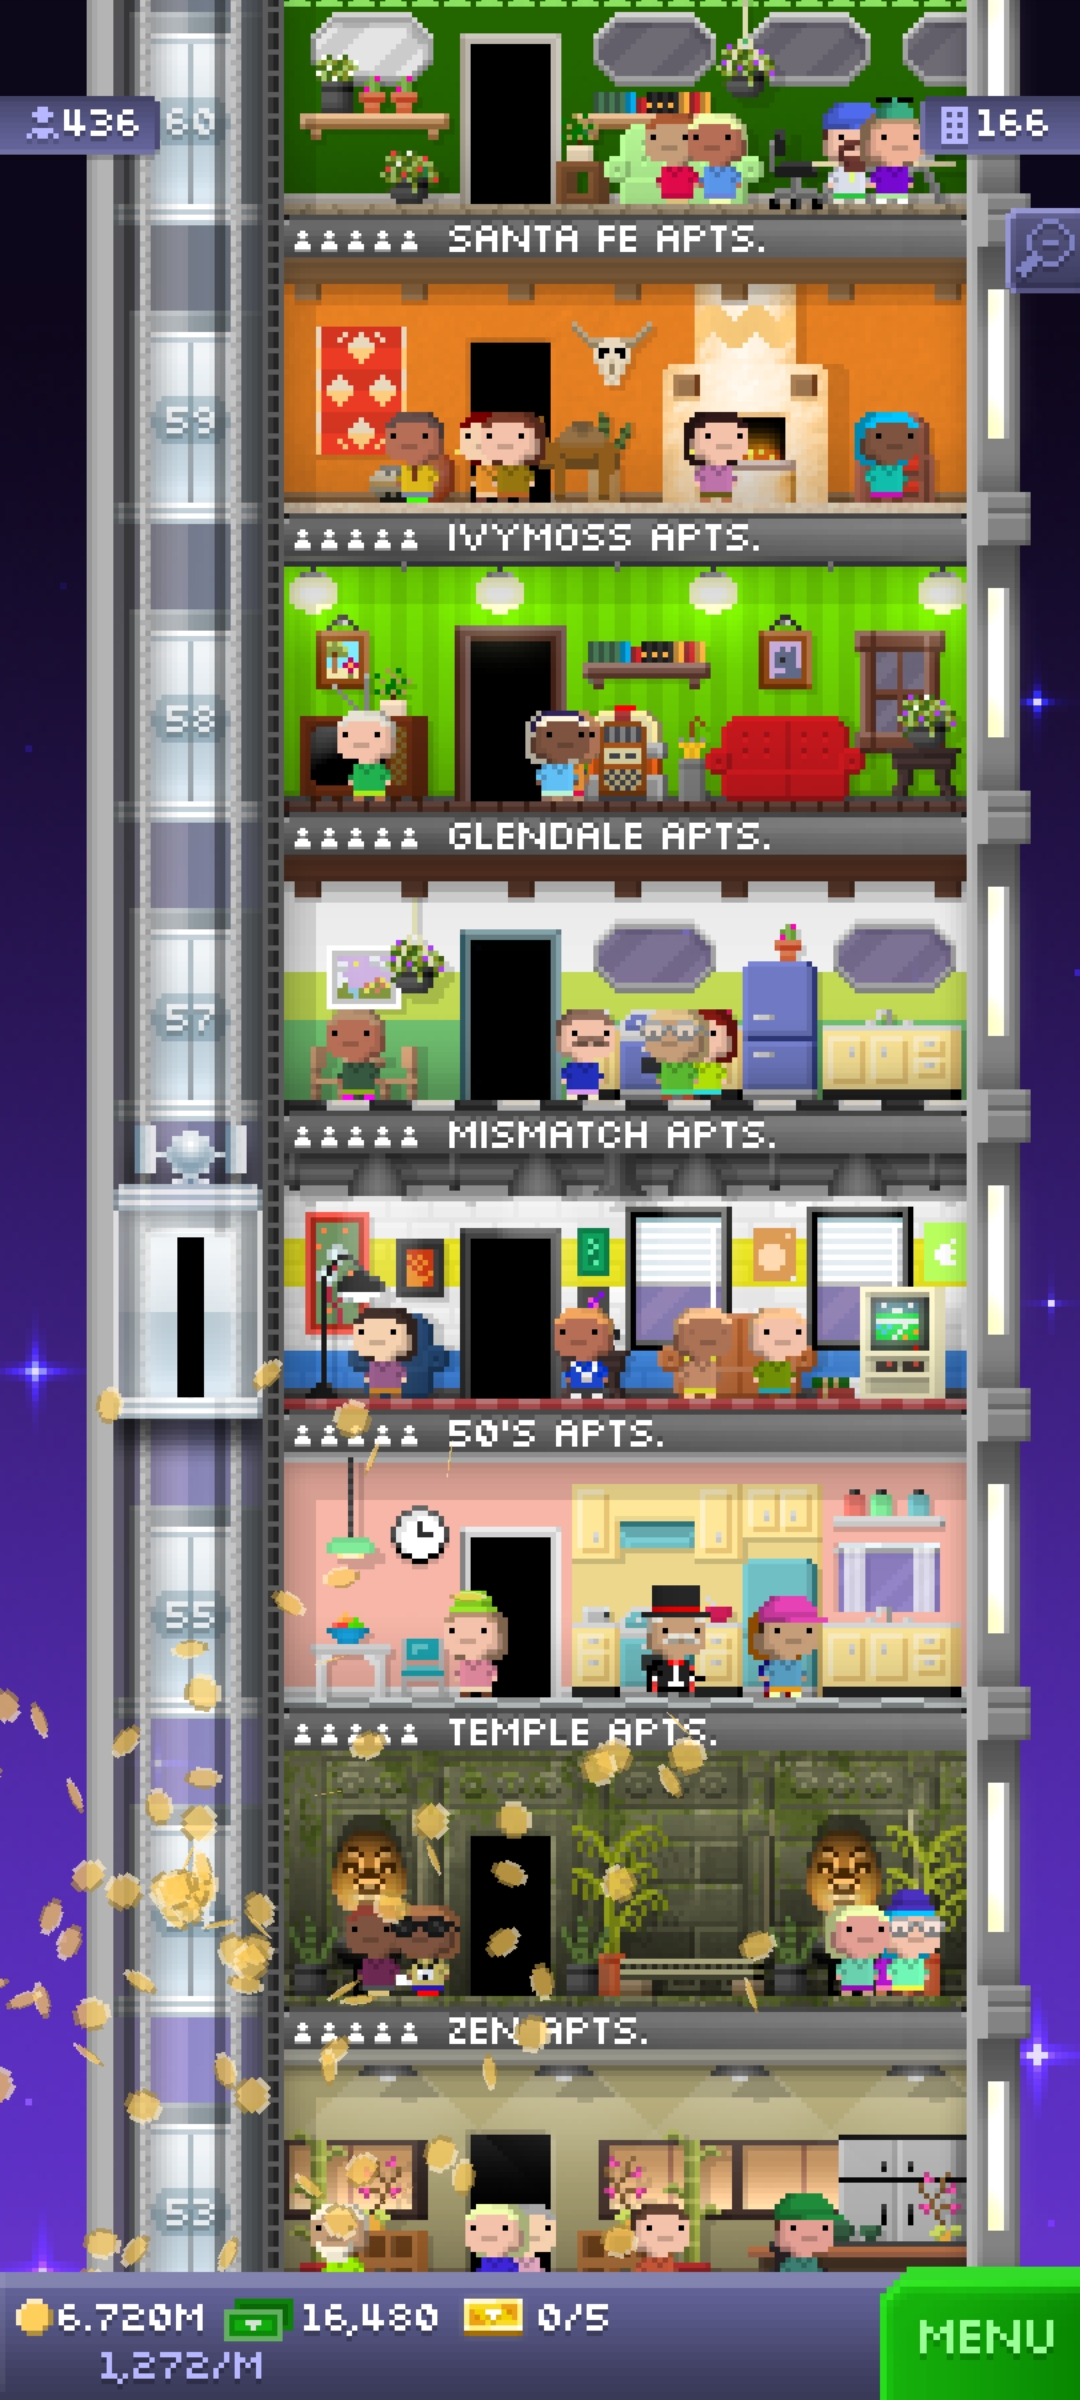 436
60
166
SANTA FE APTS.
59
IVYMOSS APTS.
58
GLENDALE APTS.
57
MISMATCH APTS.
50'S APTS.
55
TEMPLE APTS.
ZEN APTS.
53
6.720M 16,480 0/5
1,272/M
MENU